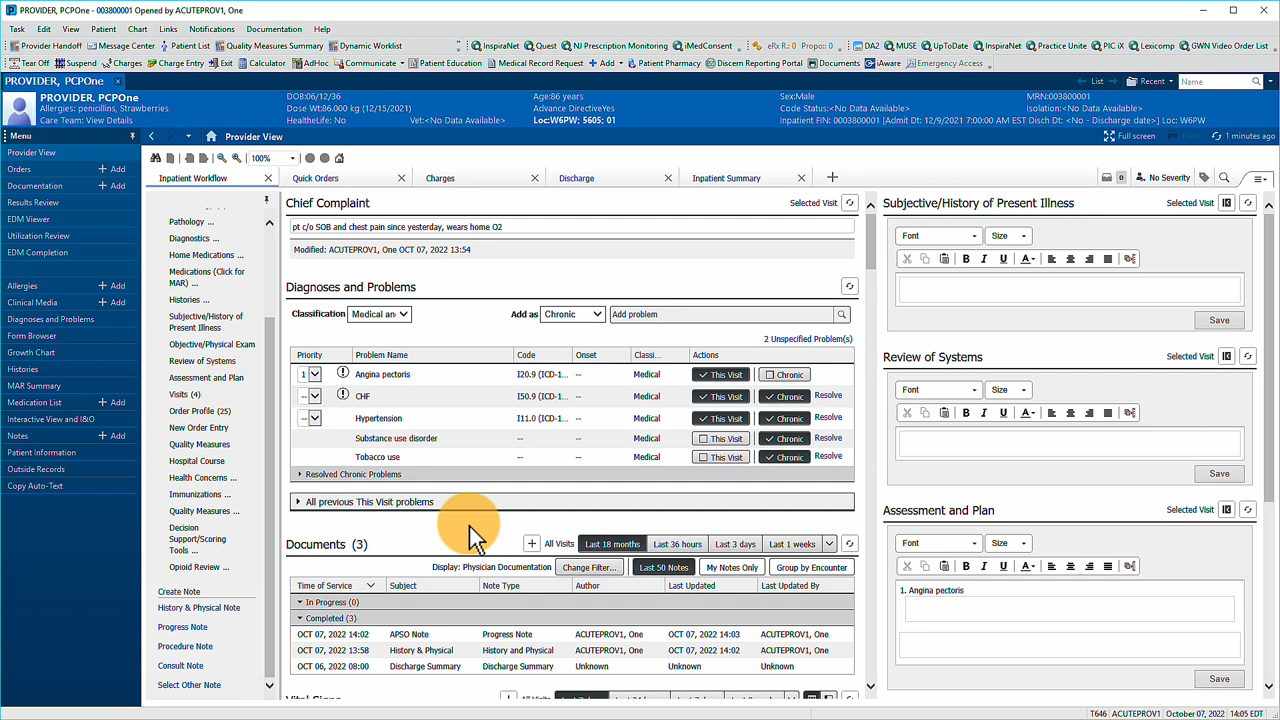 PROVIDER, PCPOne - 003800001 Opened by ACUTEPROV1, One
Task Edit View Patient Chart Links Notifications Documentation Help
Provider Handoff Message Center Patient List Quality Measures Summary Dynamic Worklist InspiraNet Quest NJ Prescription Monitoring iMedConsent eRx R.: 0 Propo.: 0 DA2 MUSE UpToDate InspiraNet Practice Unite PIC iX Lexicomp GWN Video Order List
Tear Off Suspend Charges Charge Entry Exit Calculator AdHoc Communicate Patient Education Medical Record Request Add Patient Pharmacy Discern Reporting Portal Documents iAware Emergency Access
PROVIDER, PCPOne × List Recent Name
PROVIDER, PCPOne DOB:06/12/36 Age:86 years Sex:Male MRN:003800001
Allergies: penicillins, Strawberries Dose Wt:86.000 kg (12/15/2021) Advance DirectiveYes Code Status:<No Data Available> Isolation:<No Data Available>
Care Team: View Details HealtheLife: No Vet:<No Data Available> Loc:W6PW; 5605; 01 Inpatient FIN: 0003800001 [Admit Dt: 12/9/2021 7:00:00 AM EST Disch Dt: <No - Discharge date>] Loc: W6PW
Menu Provider View Full screen Print 1 minutes ago
Provider View
Orders + Add
Documentation + Add
Results Review
EDM Viewer
Utilization Review
EDM Completion
Allergies + Add
Clinical Media + Add
Diagnoses and Problems
Form Browser
Growth Chart
Histories
MAR Summary
Medication List + Add
Interactive View and I&O
Notes + Add
Patient Information
Outside Records
Copy Auto-Text
100%
Inpatient Workflow Quick Orders Charges Discharge Inpatient Summary + 0 No Severity
Pathology ...
Diagnostics ...
Home Medications ...
Medications (Click for
MAR) ...
Histories ...
Subjective/History of
Present Illness
Objective/Physical Exam
Review of Systems
Assessment and Plan
Visits (4)
Order Profile (25)
New Order Entry
Quality Measures
Hospital Course
Health Concerns ...
Immunizations ...
Quality Measures ...
Decision
Support/Scoring
Tools ...
Opioid Review ...
Create Note
History & Physical Note
Progress Note
Procedure Note
Consult Note
Select Other Note
Chief Complaint Selected Visit
pt c/o SOB and chest pain since yesterday, wears home O2
Modified: ACUTEPROV1, One OCT 07, 2022 13:54
Diagnoses and Problems
Classification Medical an Add as Chronic Add problem
2 Unspecified Problem(s)
Priority Problem Name Code Onset Classi... Actions
1 Angina pectoris I20.9 (ICD-1... -- Medical This Visit Chronic
-- CHF I50.9 (ICD-1... -- Medical This Visit Chronic Resolve
-- Hypertension I11.0 (ICD-1... -- Medical This Visit Chronic Resolve
Substance use disorder -- -- Medical This Visit Chronic Resolve
Tobacco use -- -- Medical This Visit Chronic Resolve
Resolved Chronic Problems
All previous This Visit problems
Documents (3) + All Visits Last 18 months Last 36 hours Last 3 days Last 1 weeks
Display: Physician Documentation Change Filter... Last 50 Notes My Notes Only Group by Encounter
Time of Service Subject Note Type Author Last Updated Last Updated By
In Progress (0)
Completed (3)
OCT 07, 2022 14:02 APSO Note Progress Note ACUTEPROV1, One OCT 07, 2022 14:03 ACUTEPROV1, One
OCT 07, 2022 13:58 History & Physical History and Physical ACUTEPROV1, One OCT 07, 2022 14:02 ACUTEPROV1, One
OCT 06, 2022 08:00 Discharge Summary Discharge Summary Unknown Unknown Unknown
Subjective/History of Present Illness Selected Visit
Font Size
B I U A
Save
Review of Systems Selected Visit
Font Size
B I U A
Save
Assessment and Plan Selected Visit
Font Size
B I U A
1. Angina pectoris
Save
T646 ACUTEPROV1 October 07, 2022 14:05 EDT